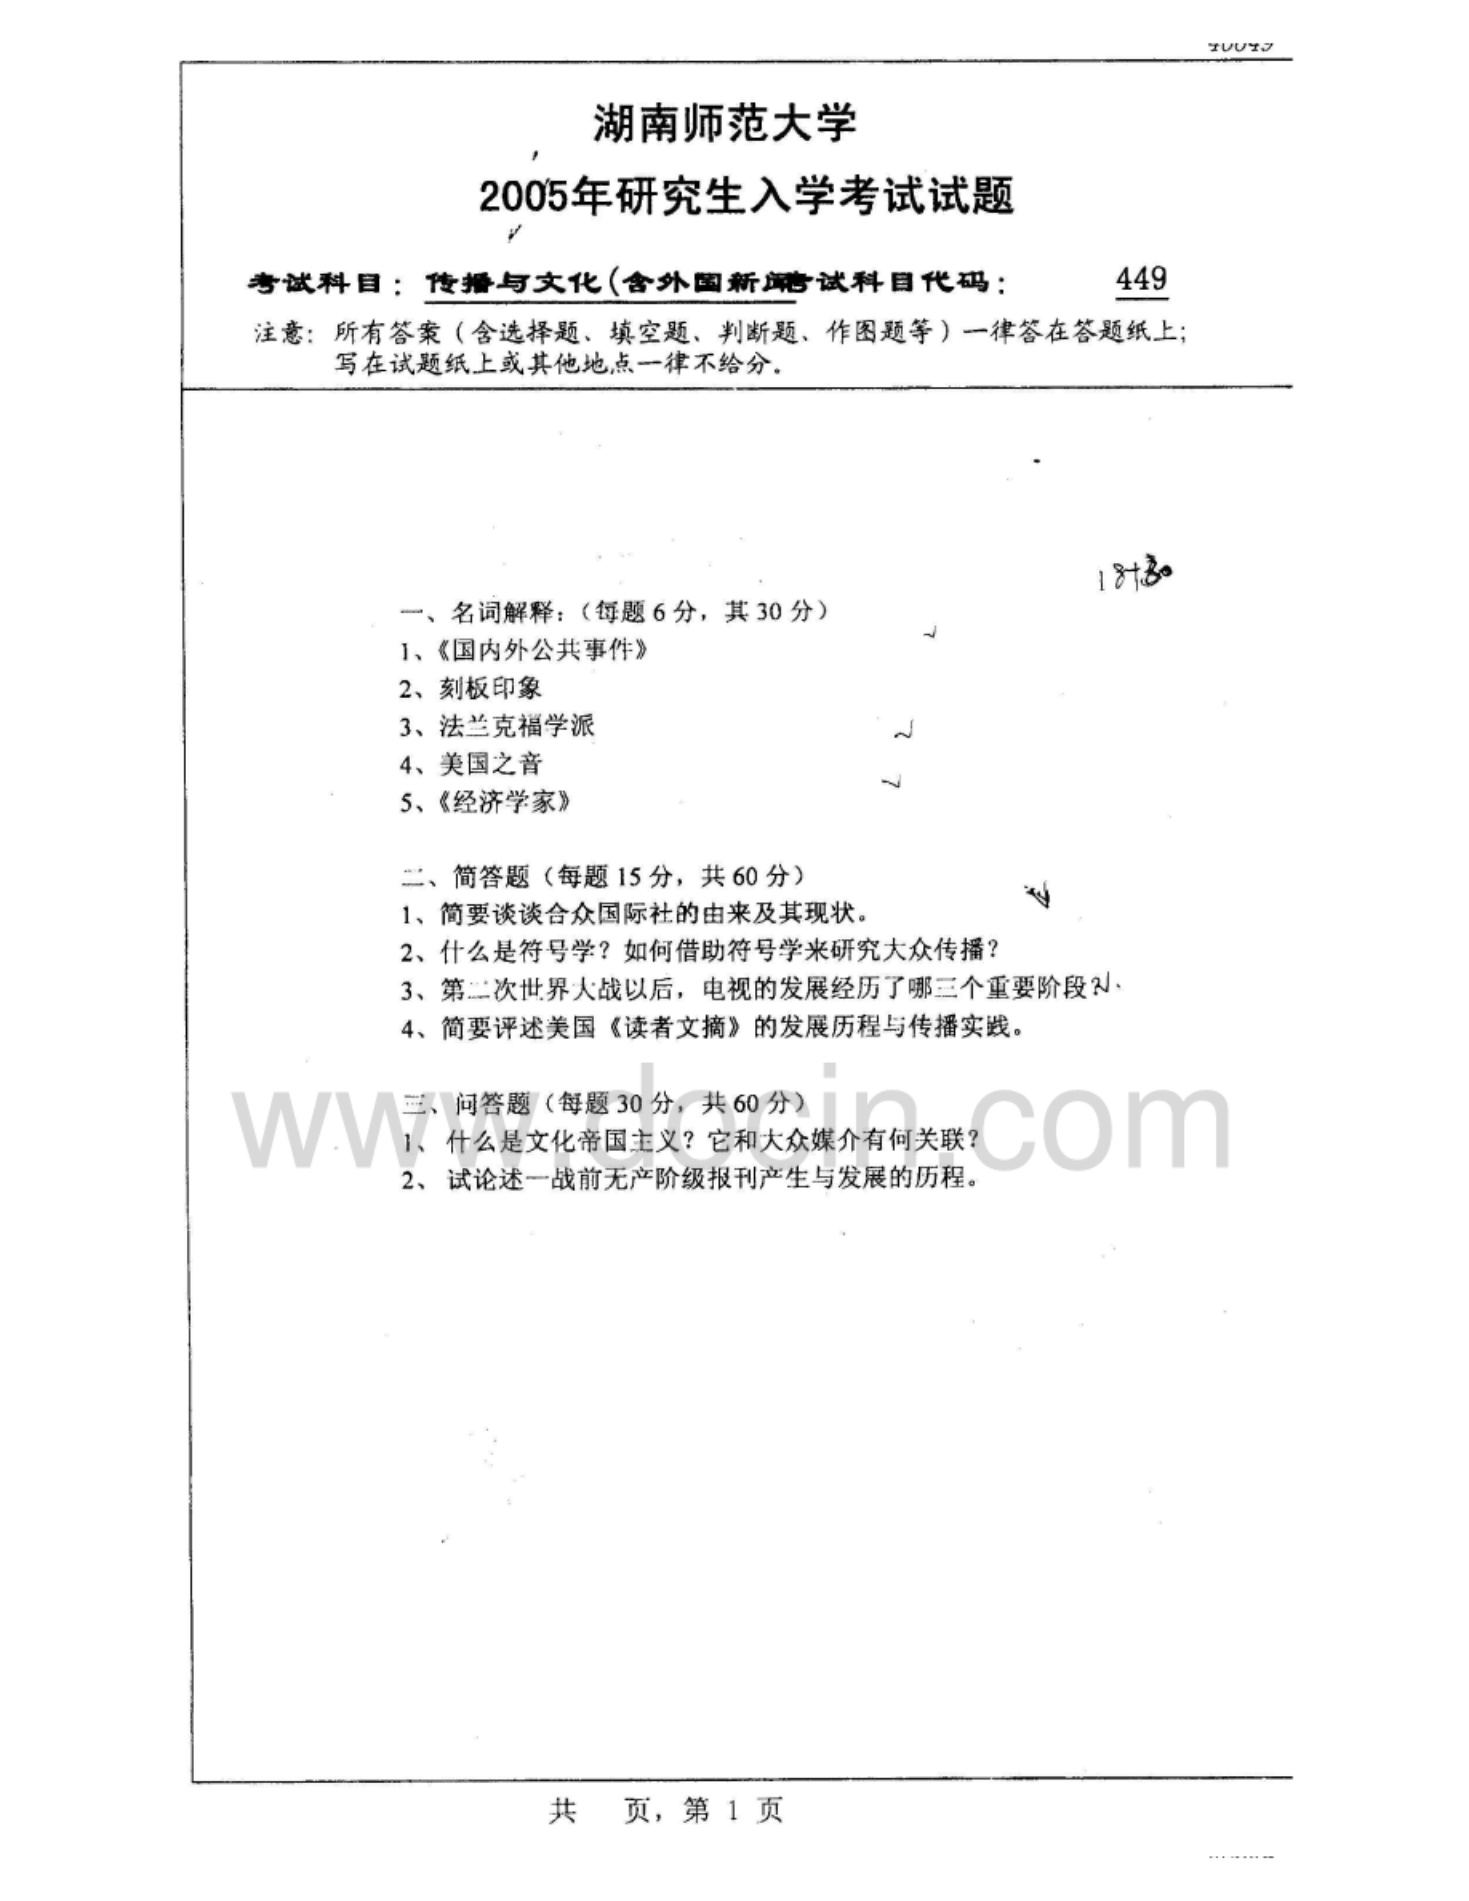 湖南师范大学
2005年研究生入学考试试题
考试科目：传播与文化(含外国新闻考试科目代码： 449
注意：所有答案（含选择题、填空题、判断题、作图题等）一律答在答题纸上；
写在试题纸上或其他地点一律不给分。
一、名词解释：（每题 6 分，其 30 分）
1、《国内外公共事件》
2、刻板印象
3、法兰克福学派
4、美国之音
5、《经济学家》
二、简答题（每题 15 分，共 60 分）
1、简要谈谈合众国际社的由来及其现状。
2、什么是符号学？如何借助符号学来研究大众传播？
3、第二次世界大战以后，电视的发展经历了哪三个重要阶段？
4、简要评述美国《读者文摘》的发展历程与传播实践。
www.docin.com
三、问答题（每题 30 分，共 60 分）
1、 什么是文化帝国主义？它和大众媒介有何关联？
2、 试论述一战前无产阶级报刊产生与发展的历程。
共 页，第 1 页